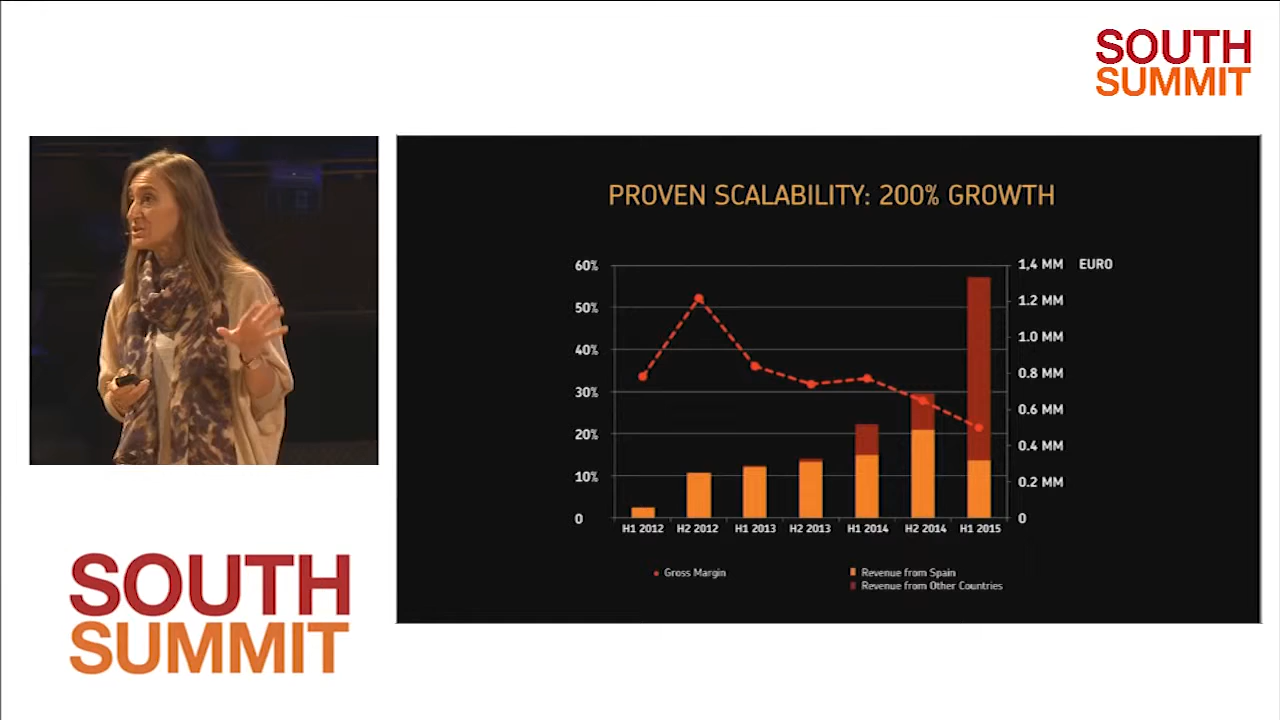 SOUTH
SUMMIT
PROVEN SCALABILITY: 200% GROWTH
60%
50%
40%
30%
20%
10%
0
1,4 MM EURO
1.2 MM
1.0 MM
0.8 MM
0.6 MM
0.4 MM
0.2 MM
0
H1 2012 H2 2012 H1 2013 H2 2013 H1 2014 H2 2014 H1 2015
Gross Margin
Revenue from Spain
Revenue from Other Countries
SOUTH
SUMMIT